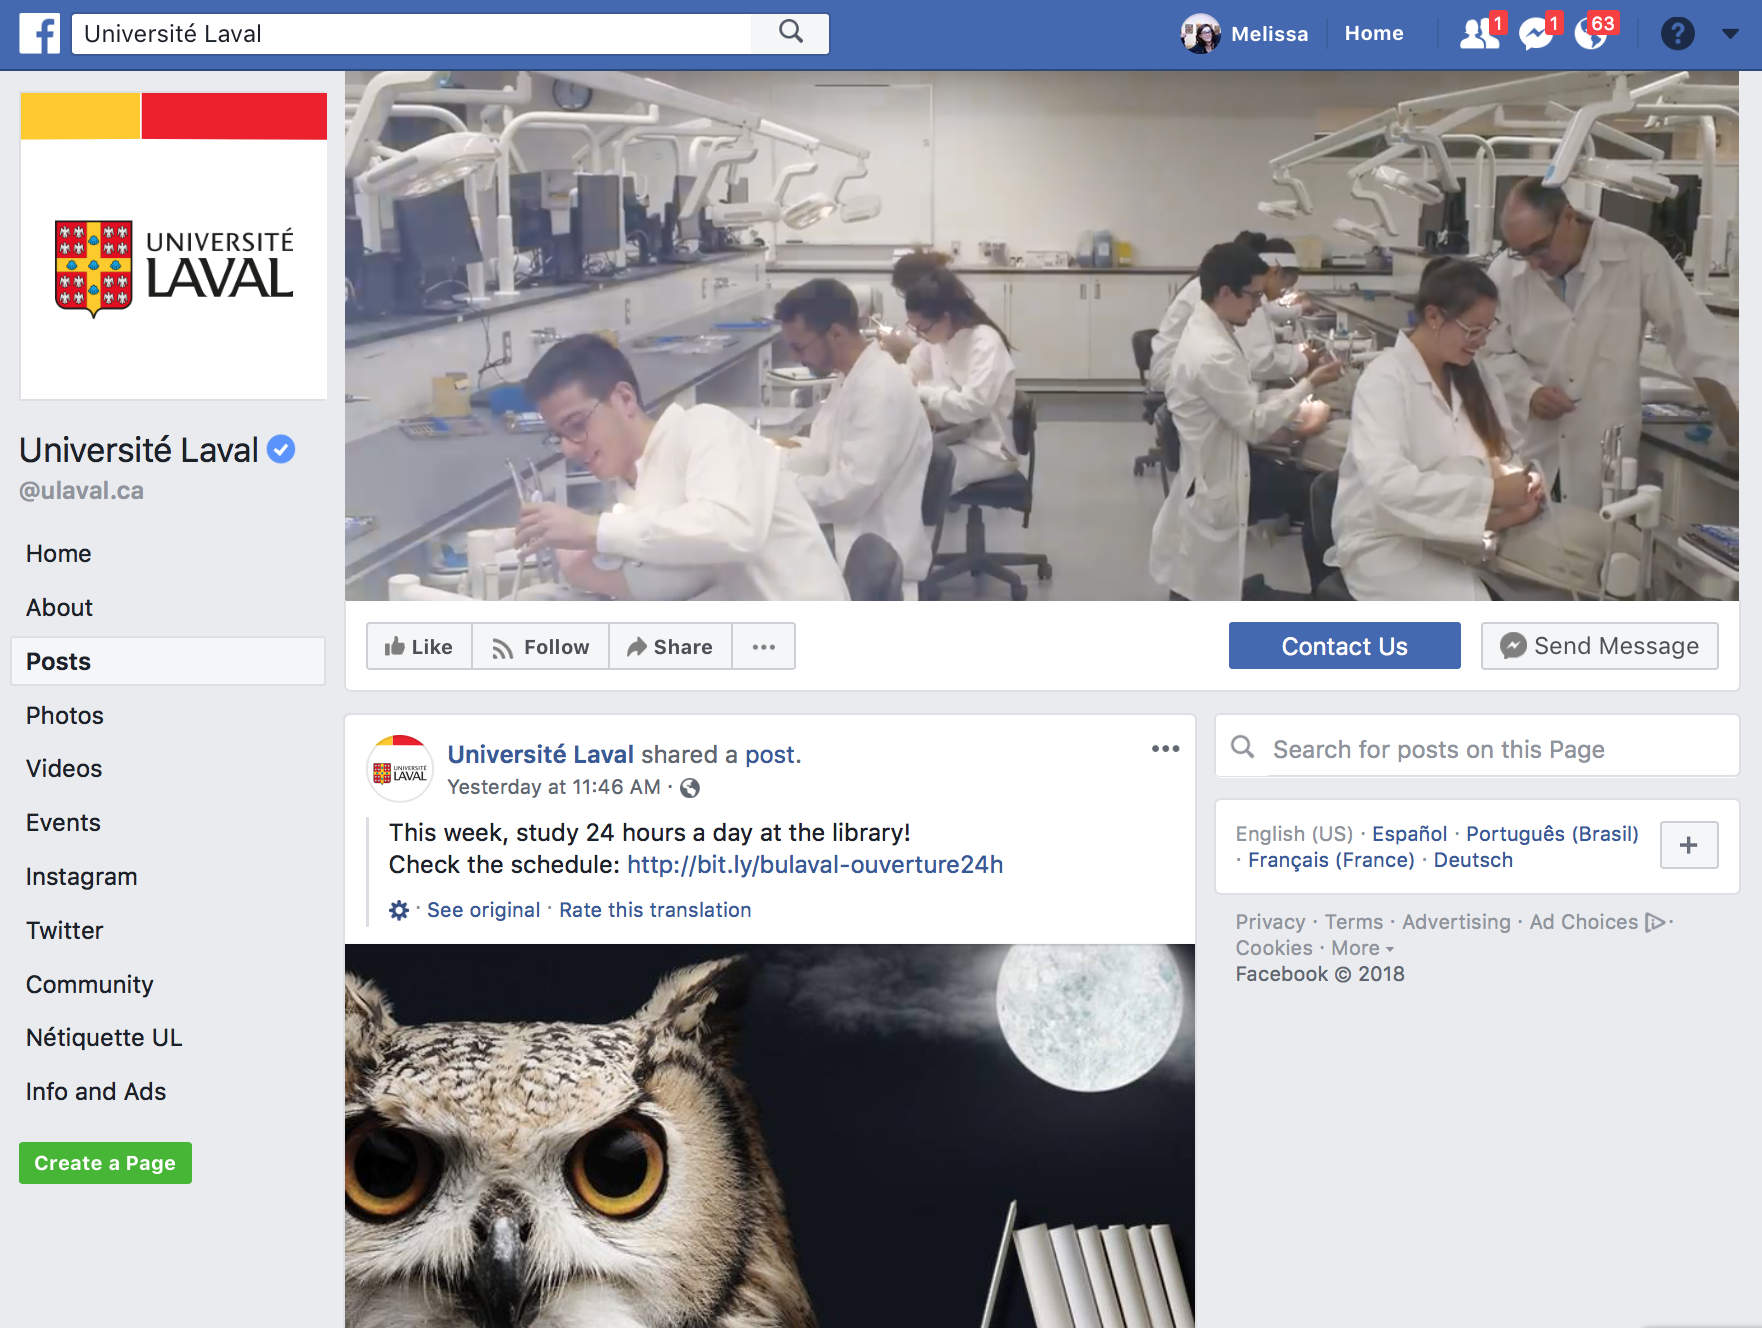 Université Laval
Melissa
Home
1
1
63
?
UNIVERSITÉ
LAVAL
Université Laval
@ulaval.ca
Home
About
Posts
Photos
Videos
Events
Instagram
Twitter
Community
Nétiquette UL
Info and Ads
Create a Page
Like
Follow
Share
Contact Us
Send Message
UNIVERSITÉ
LAVAL
Université Laval shared a post.
Yesterday at 11:46 AM ·
This week, study 24 hours a day at the library!
Check the schedule: http://bit.ly/bulaval-ouverture24h
· See original · Rate this translation
Search for posts on this Page
English (US) · Español · Português (Brasil)
· Français (France) · Deutsch
+
Privacy · Terms · Advertising · Ad Choices ·
Cookies · More
Facebook © 2018